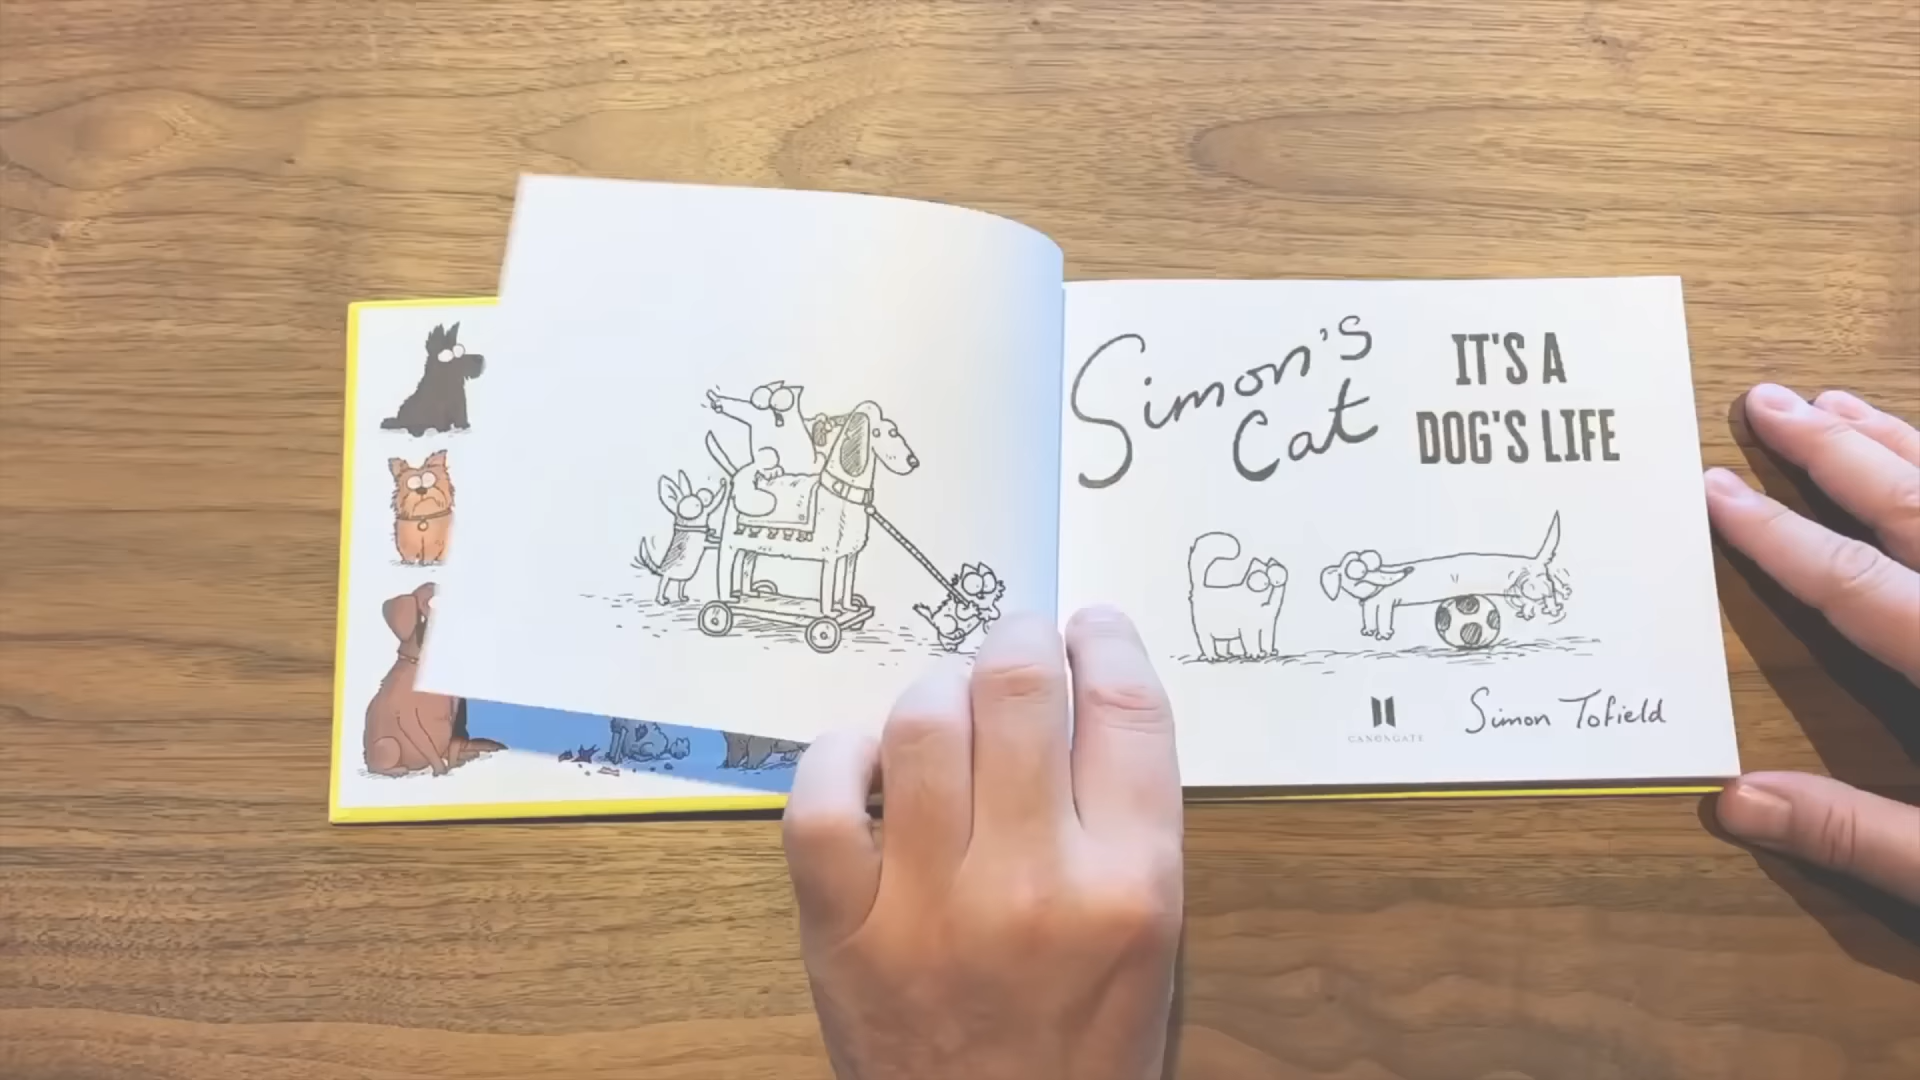 Simon's
Cat
IT'S A
DOG'S LIFE
CANONGATE
Simon Tofield